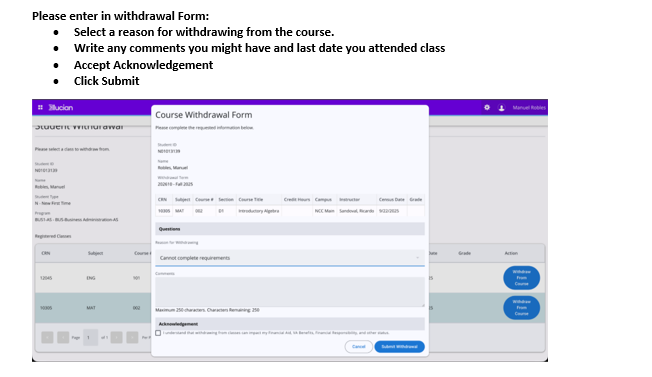 Please enter in withdrawal Form:
• Select a reason for withdrawing from the course.
• Write any comments you might have and last date you attended class
• Accept Acknowledgement
• Click Submit
ellucian
Manuel Robles
Student Withdrawal
Please select a class to withdraw from.
Student ID
N01013139
Name
Robles, Manuel
Student Type
N - New First Time
Program
BUS1-AS - BUS:Business Administration-AS
Registered Classes
CRN Subject Course Grade Action
12045 ENG 101 Withdraw From Course
10305 MAT 002 Withdraw From Course
Page 1 of 1 Per P
Course Withdrawal Form
Please complete the requested information below.
Student ID
N01013139
Name
Robles, Manuel
Withdrawal Term
202610 - Fall 2025
CRN Subject Course # Section Course Title Credit Hours Campus Instructor Census Date Grade
10305 MAT 002 D1 Introductory Algebra NCC Main Sandoval, Ricardo 9/22/2025
Questions
Reason for Withdrawing
Cannot complete requirements
Comments
Maximum 250 characters. Characters Remaining: 250
Acknowledgement
I understand that withdrawing from classes can impact my Financial Aid, VA Benefits, Financial Responsibility, and other status.
Cancel Submit Withdrawal